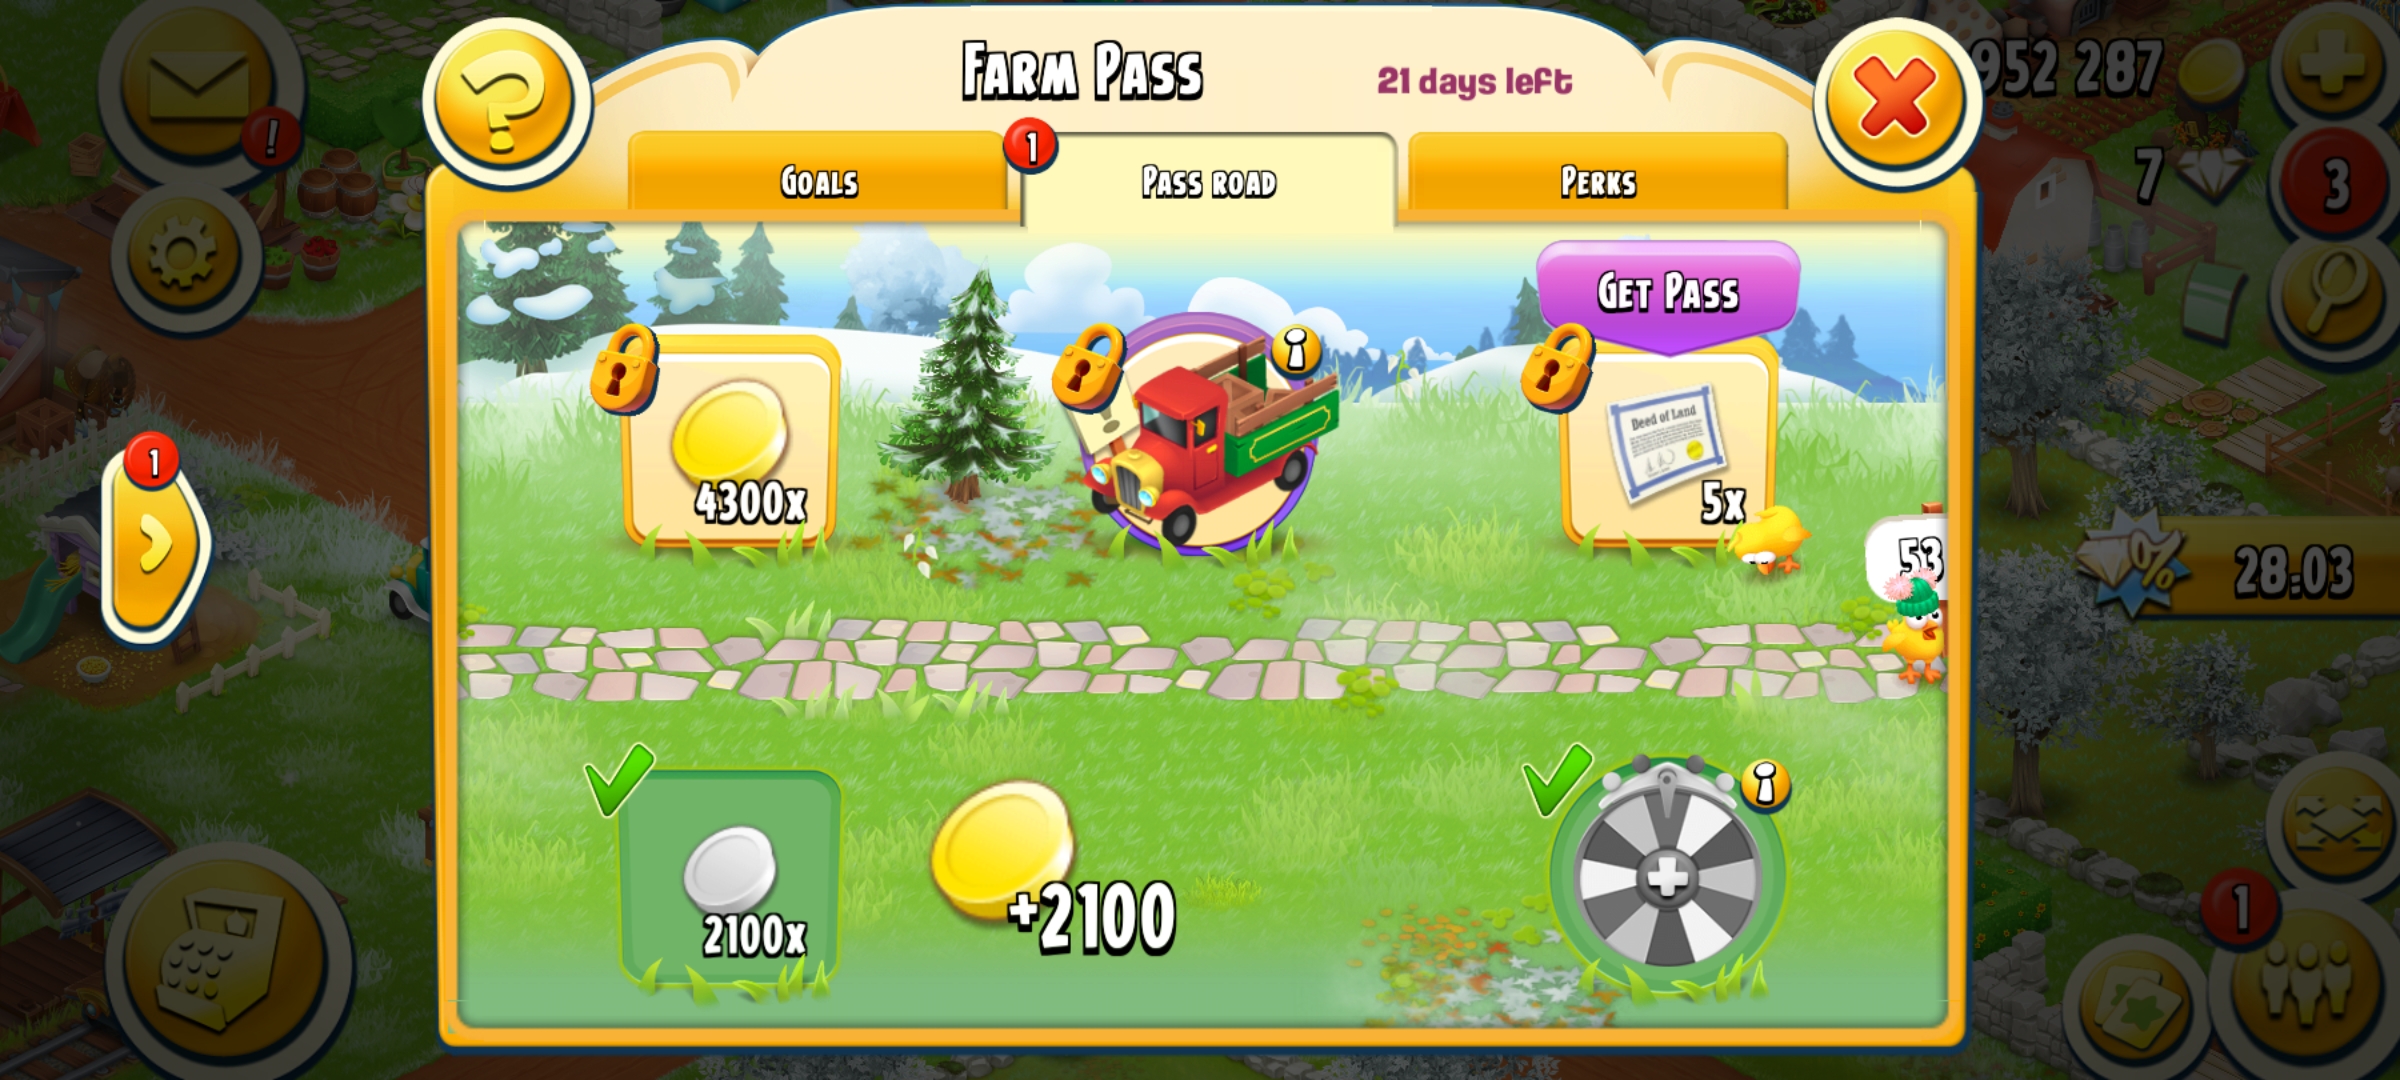 FARM PASS
21 days left
952 287
7
3
!
GOALS
1
PASS ROAD
PERKS
GET PASS
4300x
Deed of Land
5x
1
53
0%
28:03
2100x
+2100
1